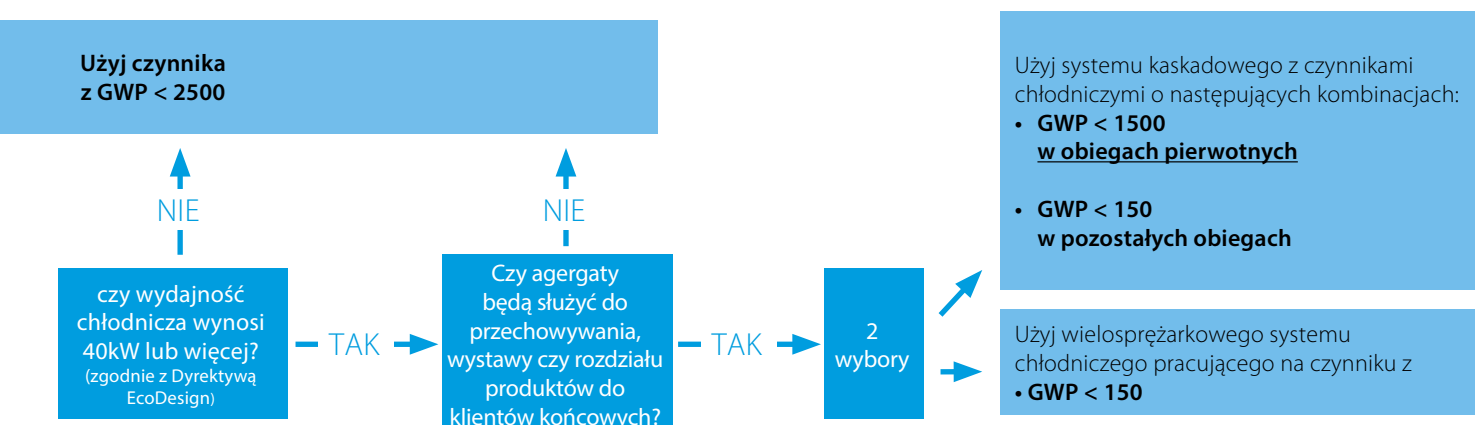 Użyj czynnika
z GWP < 2500
NIE
NIE
czy wydajność
chłodnicza wynosi
40kW lub więcej?
(zgodnie z Dyrektywą
EcoDesign)
TAK
Czy agergaty
będą służyć do
przechowywania,
wystawy czy rozdziału
produktów do
klientów końcowych?
TAK
2
wybory
Użyj systemu kaskadowego z czynnikami
chłodniczymi o następujących kombinacjach:
• GWP < 1500
w obiegach pierwotnych
• GWP < 150
w pozostałych obiegach
Użyj wielosprężarkowego systemu
chłodniczego pracującego na czynniku z
• GWP < 150